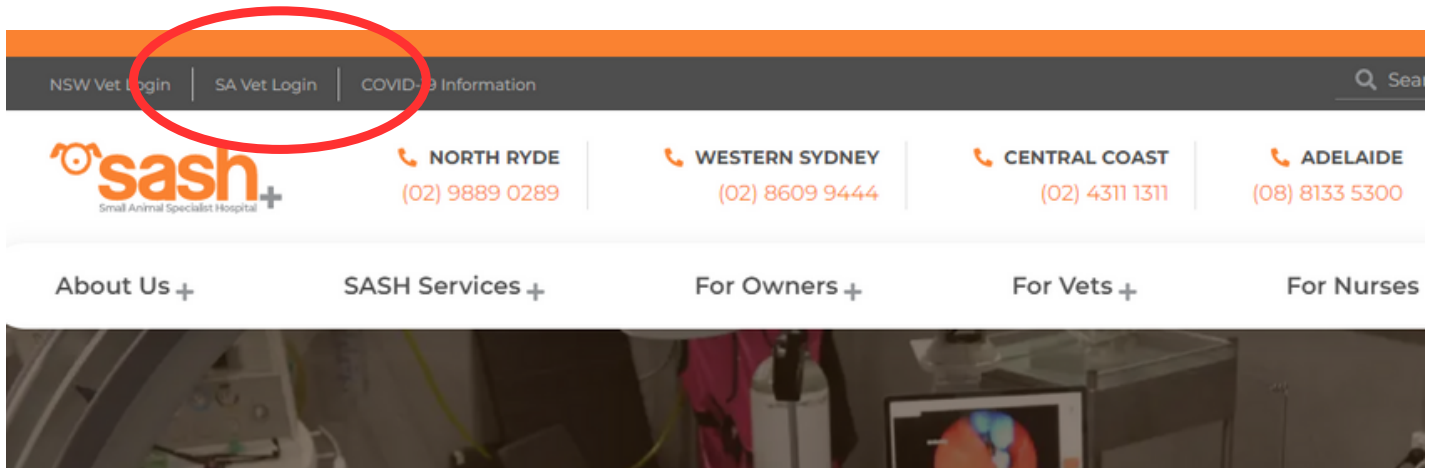 NSW Vet Login
SA Vet Login
COVID-19 Information
sash
Small Animal Specialist Hospital
NORTH RYDE
(02) 9889 0289
WESTERN SYDNEY
(02) 8609 9444
CENTRAL COAST
(02) 4311 1311
ADELAIDE
(08) 8133 5300
About Us +
SASH Services +
For Owners +
For Vets +
For Nurses